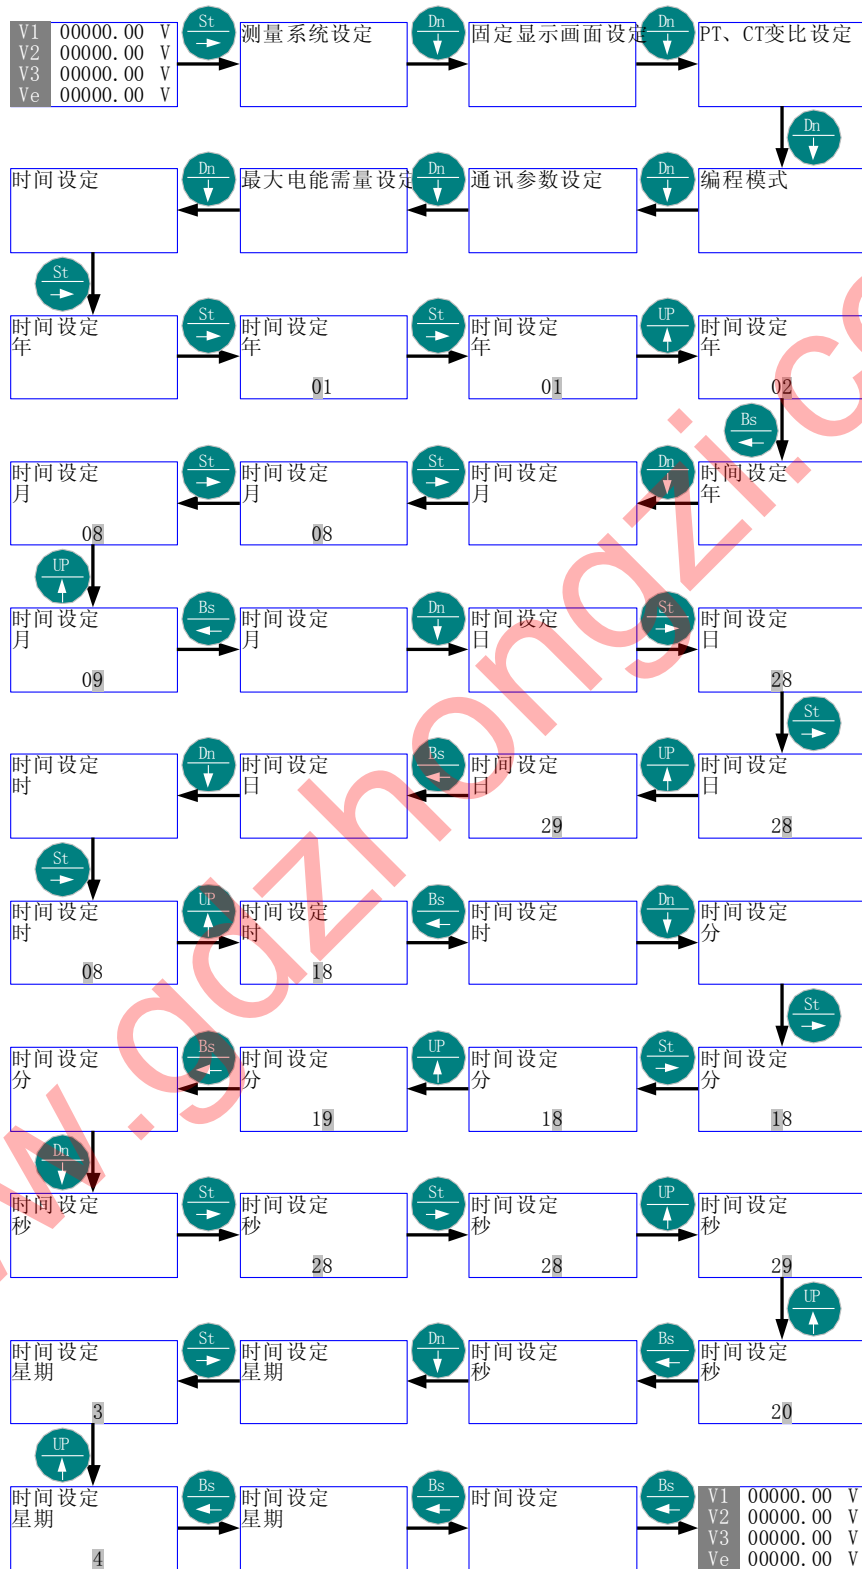 V1 00000.00 V
V2 00000.00 V
V3 00000.00 V
Ve 00000.00 V
St
测量系统设定
Dn
固定显示画面设定
Dn
PT、CT变比设定
Dn
编程模式
Dn
通讯参数设定
Dn
最大电能需量设定
Dn
时间设定
St
时间设定
年
St
时间设定
年
01
St
时间设定
年
01
UP
时间设定
年
02
Bs
时间设定
年
Dn
时间设定
月
St
时间设定
月
08
St
时间设定
月
08
UP
时间设定
月
09
Bs
时间设定
月
Dn
时间设定
日
St
时间设定
日
28
St
时间设定
日
28
UP
时间设定
日
29
Bs
时间设定
日
Dn
时间设定
时
St
时间设定
时
08
UP
时间设定
时
18
Bs
时间设定
时
Dn
时间设定
分
St
时间设定
分
18
St
时间设定
分
18
UP
时间设定
分
19
Bs
时间设定
分
Dn
时间设定
秒
St
时间设定
秒
28
St
时间设定
秒
28
UP
时间设定
秒
29
UP
时间设定
秒
20
Bs
时间设定
秒
Dn
时间设定
星期
St
时间设定
星期
3
UP
时间设定
星期
4
Bs
时间设定
星期
Bs
时间设定
Bs
V1 00000.00 V
V2 00000.00 V
V3 00000.00 V
Ve 00000.00 V
w.gdzhongzi.c